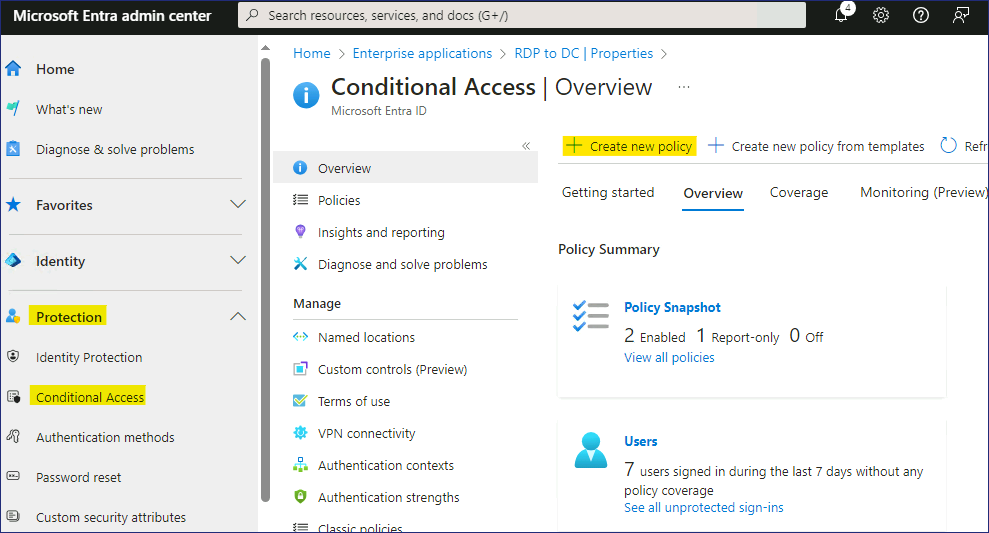 Microsoft Entra admin center
Search resources, services, and docs (G+/)
4
Home
What's new
Diagnose & solve problems
Favorites
Identity
Protection
Identity Protection
Conditional Access
Authentication methods
Password reset
Custom security attributes
Home > Enterprise applications > RDP to DC | Properties >
Conditional Access | Overview ...
Microsoft Entra ID
«
Overview
Policies
Insights and reporting
Diagnose and solve problems
Manage
Named locations
Custom controls (Preview)
Terms of use
VPN connectivity
Authentication contexts
Authentication strengths
Classic policies
+ Create new policy + Create new policy from templates Refr
Getting started Overview Coverage Monitoring (Preview)
Policy Summary
Policy Snapshot
2 Enabled 1 Report-only 0 Off
View all policies
Users
7 users signed in during the last 7 days without any
policy coverage
See all unprotected sign-ins